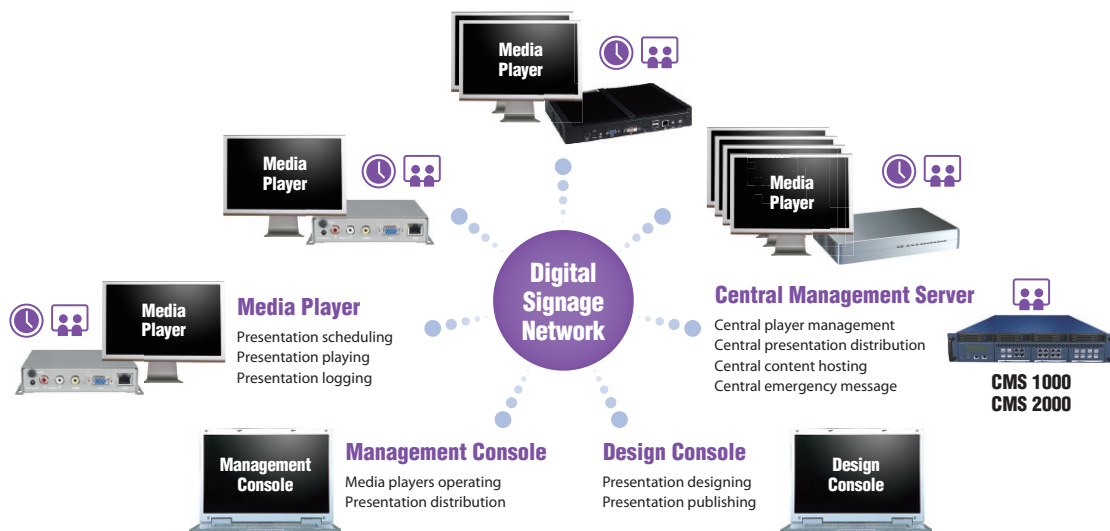 Media
Player
Media
Player
Media
Player
Media
Player
Digital
Signage
Network
Media Player
Presentation scheduling
Presentation playing
Presentation logging
Central Management Server
Central player management
Central presentation distribution
Central content hosting
Central emergency message
CMS 1000
CMS 2000
Management
Console
Management Console
Media players operating
Presentation distribution
Design Console
Presentation designing
Presentation publishing
Design
Console